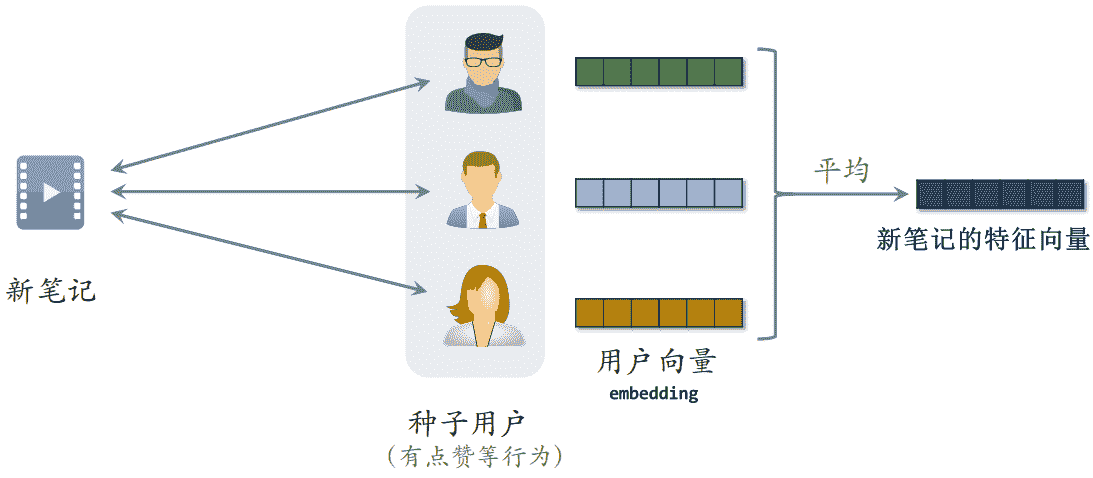 新笔记
种子用户
(有点赞等行为)
用户向量
embedding
平均
新笔记的特征向量